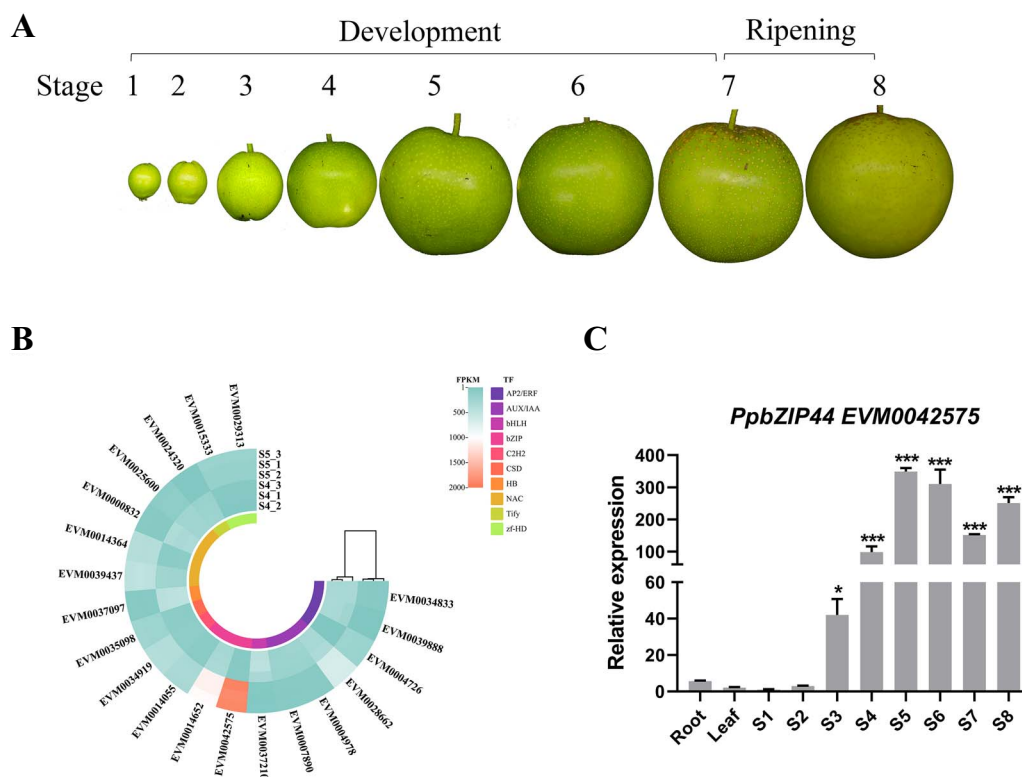 A
Development
Ripening
Stage 1 2 3 4 5 6 7 8
B
FPKM
1
500
1000
1500
2000
TF
AP2/ERF
AUX/IAA
bHLH
bZIP
C2H2
CSD
HB
NAC
Tify
zf-HD
S5_3
S5_1
S5_2
S4_3
S4_1
S4_2
EVM0029313
EVM0015333
EVM0024320
EVM0025600
EVM0000832
EVM0014364
EVM0039437
EVM0037097
EVM0035098
EVM0034919
EVM0014055
EVM0014652
EVM0042575
EVM0037210
EVM0007890
EVM0004978
EVM0028662
EVM0004726
EVM0039888
EVM0034833
C
PpbZIP44 EVM0042575
Relative expression
400
300
200
100
60
40
20
0
*
***
***
***
***
***
Root
Leaf
S1
S2
S3
S4
S5
S6
S7
S8